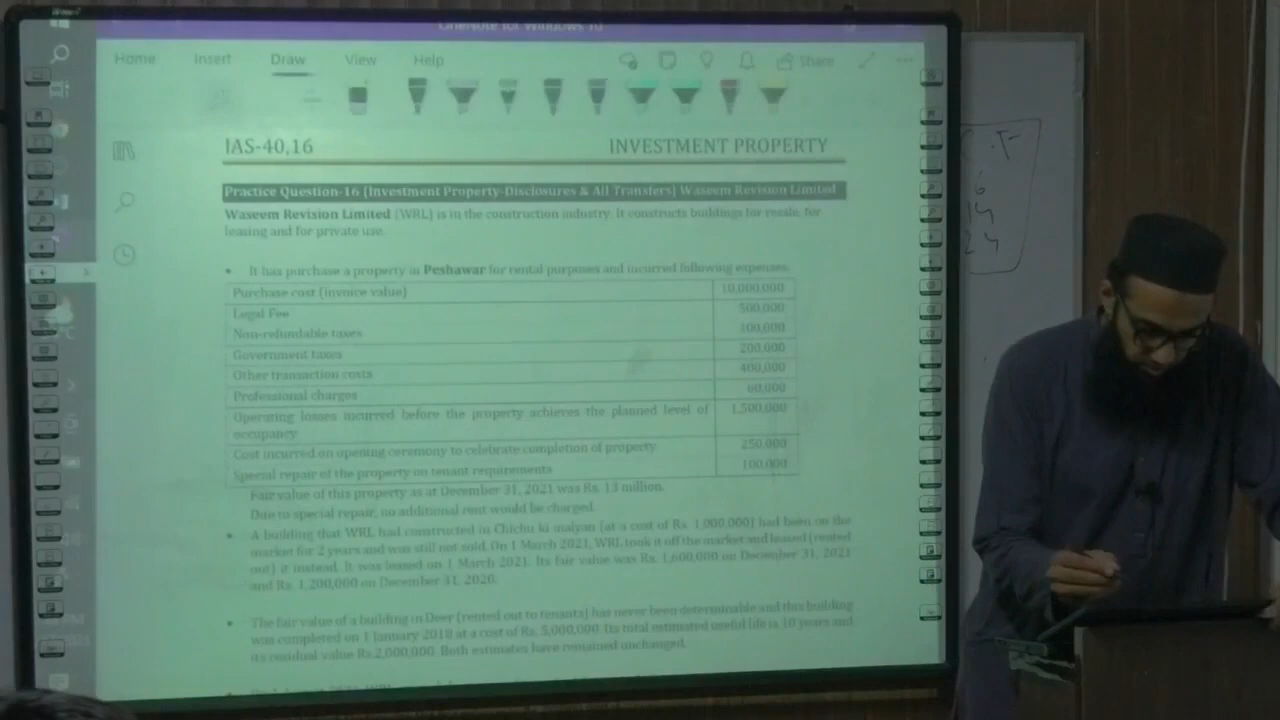 OneNote for Windows 10
Home Insert Draw View Help Share
IAS-40,16 INVESTMENT PROPERTY
Practice Question-16 (Investment Property-Disclosures & All Transfers) Waseem Revision Limited
Waseem Revision Limited (WRL) is in the construction industry. It constructs buildings for resale, for
leasing and for private use.
• It has purchase a property in Peshawar for rental purposes and incurred following expenses.
Purchase cost (invoice value) 10,000,000
Legal Fee 500,000
Non-refundable taxes 100,000
Government taxes 200,000
Other transaction costs 400,000
Professional charges 60,000
Operating losses incurred before the property achieves the planned level of 1,500,000
occupancy
Cost incurred on opening ceremony to celebrate completion of property 250,000
Special repair of the property on tenant requirements 100,000
Fair value of this property as at December 31, 2021 was Rs. 13 million.
Due to special repair, no additional rent would be charged.
• A building that WRL had constructed in Chichu ki maliyan (at a cost of Rs. 1,000,000) had been on the
market for 2 years and was still not sold. On 1 March 2021, WRL took it off the market and leased (rented
out) it instead. It was leased on 1 March 2021. Its fair value was Rs. 1,600,000 on December 31, 2021
and Rs. 1,200,000 on December 31, 2020.
• The fair value of a building in Deer (rented out to tenants) has never been determinable and this building
was completed on 1 January 2018 at a cost of Rs. 5,000,000. Its total estimated useful life is 10 years and
its residual value Rs.2,000,000. Both estimates have remained unchanged.